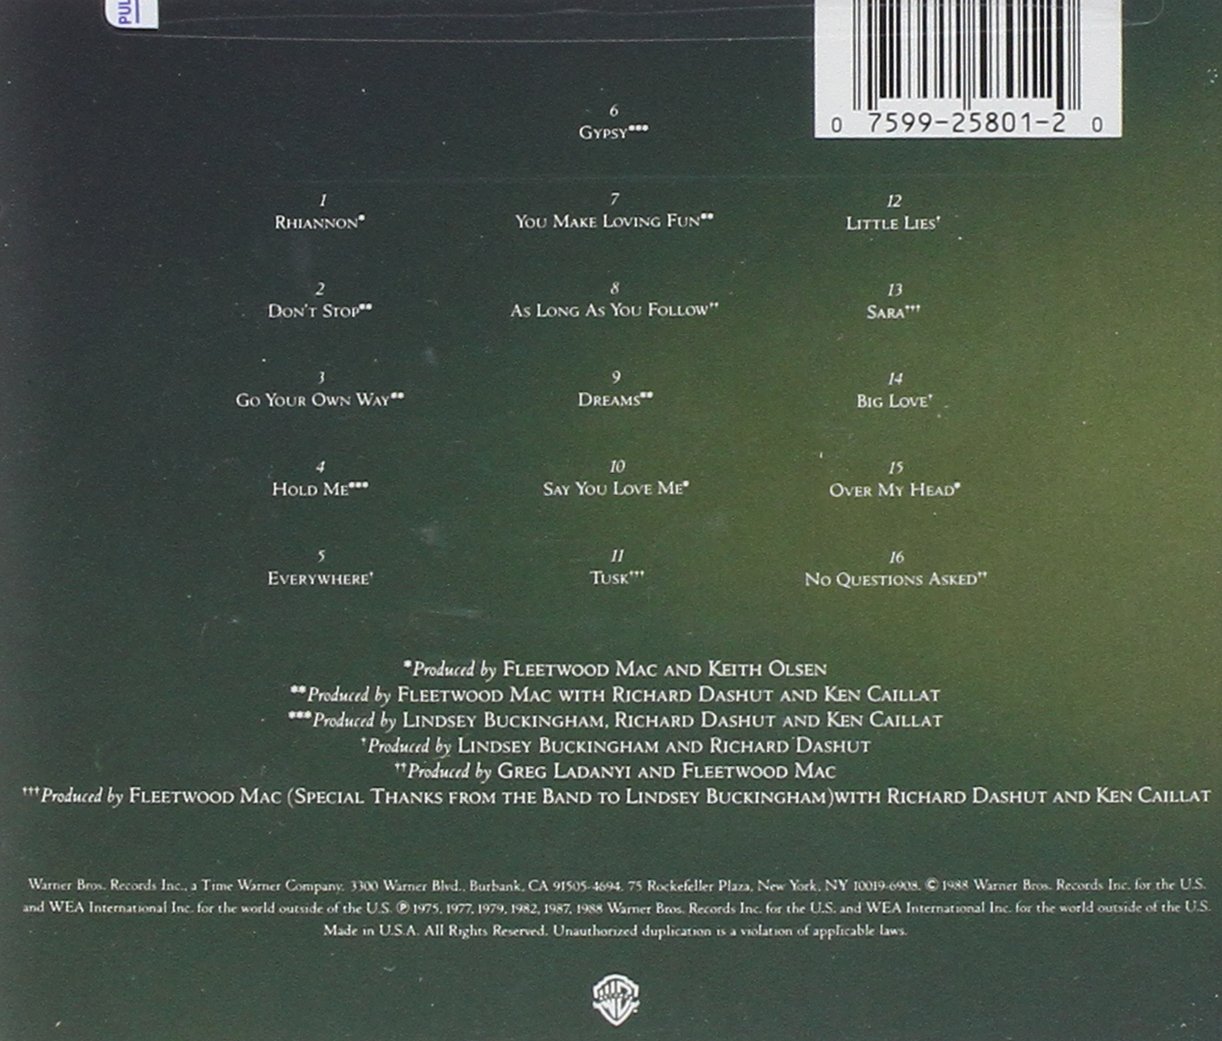 PUL
0 7599-25801-2 0
1
RHIANNON*
2
DON'T STOP**
3
GO YOUR OWN WAY**
4
HOLD ME***
5
EVERYWHERE†
6
GYPSY***
7
YOU MAKE LOVING FUN**
8
AS LONG AS YOU FOLLOW††
9
DREAMS**
10
SAY YOU LOVE ME*
11
TUSK†††
12
LITTLE LIES†
13
SARA†††
14
BIG LOVE†
15
OVER MY HEAD*
16
NO QUESTIONS ASKED††
*Produced by FLEETWOOD MAC AND KEITH OLSEN
**Produced by FLEETWOOD MAC WITH RICHARD DASHUT AND KEN CAILLAT
***Produced by LINDSEY BUCKINGHAM, RICHARD DASHUT AND KEN CAILLAT
†Produced by LINDSEY BUCKINGHAM AND RICHARD DASHUT
††Produced by GREG LADANYI AND FLEETWOOD MAC
†††Produced by FLEETWOOD MAC (SPECIAL THANKS FROM THE BAND TO LINDSEY BUCKINGHAM)WITH RICHARD DASHUT AND KEN CAILLAT
Warner Bros. Records Inc., a Time Warner Company. 3300 Warner Blvd., Burbank, CA 91505-4694. 75 Rockefeller Plaza, New York, NY 10019-6908. © 1988 Warner Bros. Records Inc. for the U.S.
and WEA International Inc. for the world outside of the U.S. ℗ 1975, 1977, 1979, 1982, 1987, 1988 Warner Bros. Records Inc. for the U.S. and WEA International Inc. for the world outside of the U.S.
Made in U.S.A. All Rights Reserved. Unauthorized duplication is a violation of applicable laws.